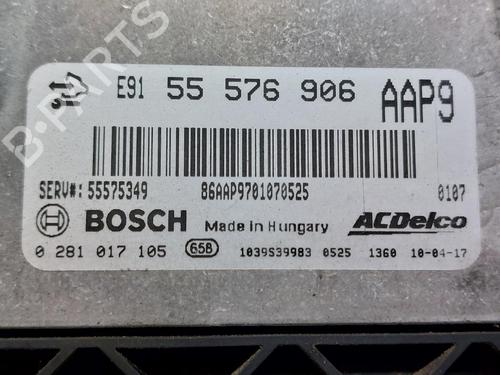 E91 55 576 906 AAP9
SERV#: 55575349 86AAP9701070525 0107
BOSCH Made in Hungary ACDelco
0 281 017 105 658 1039S39983 0525 1360 10-04-17
B-PARTS